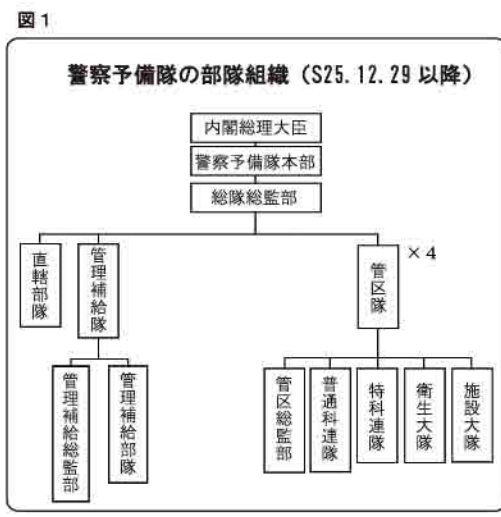 図1
警察予備隊の部隊組織（S25.12.29 以降）
内閣総理大臣
警察予備隊本部
総隊総監部
直轄部隊
管理補給隊
管区隊
×4
管理補給総監部
管理補給部隊
管区総監部
普通科連隊
特科連隊
衛生大隊
施設大隊